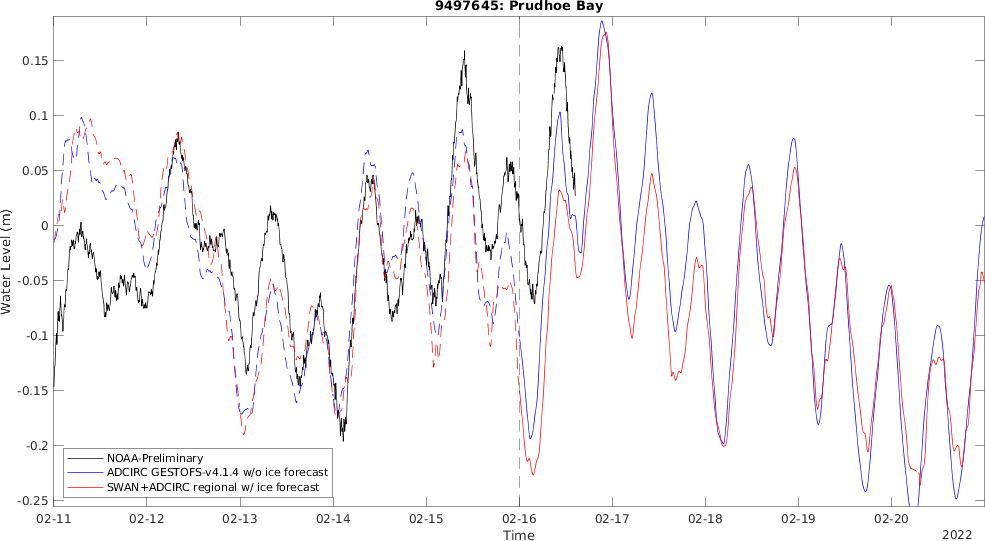 9497645: Prudhoe Bay
0.15
0.1
0.05
0
-0.05
-0.1
-0.15
-0.2
-0.25
Water Level (m)
NOAA-Preliminary
ADCIRC GESTOFS-v4.1.4 w/o ice forecast
SWAN+ADCIRC regional w/ ice forecast
02-11 02-12 02-13 02-14 02-15 02-16 02-17 02-18 02-19 02-20
Time
2022